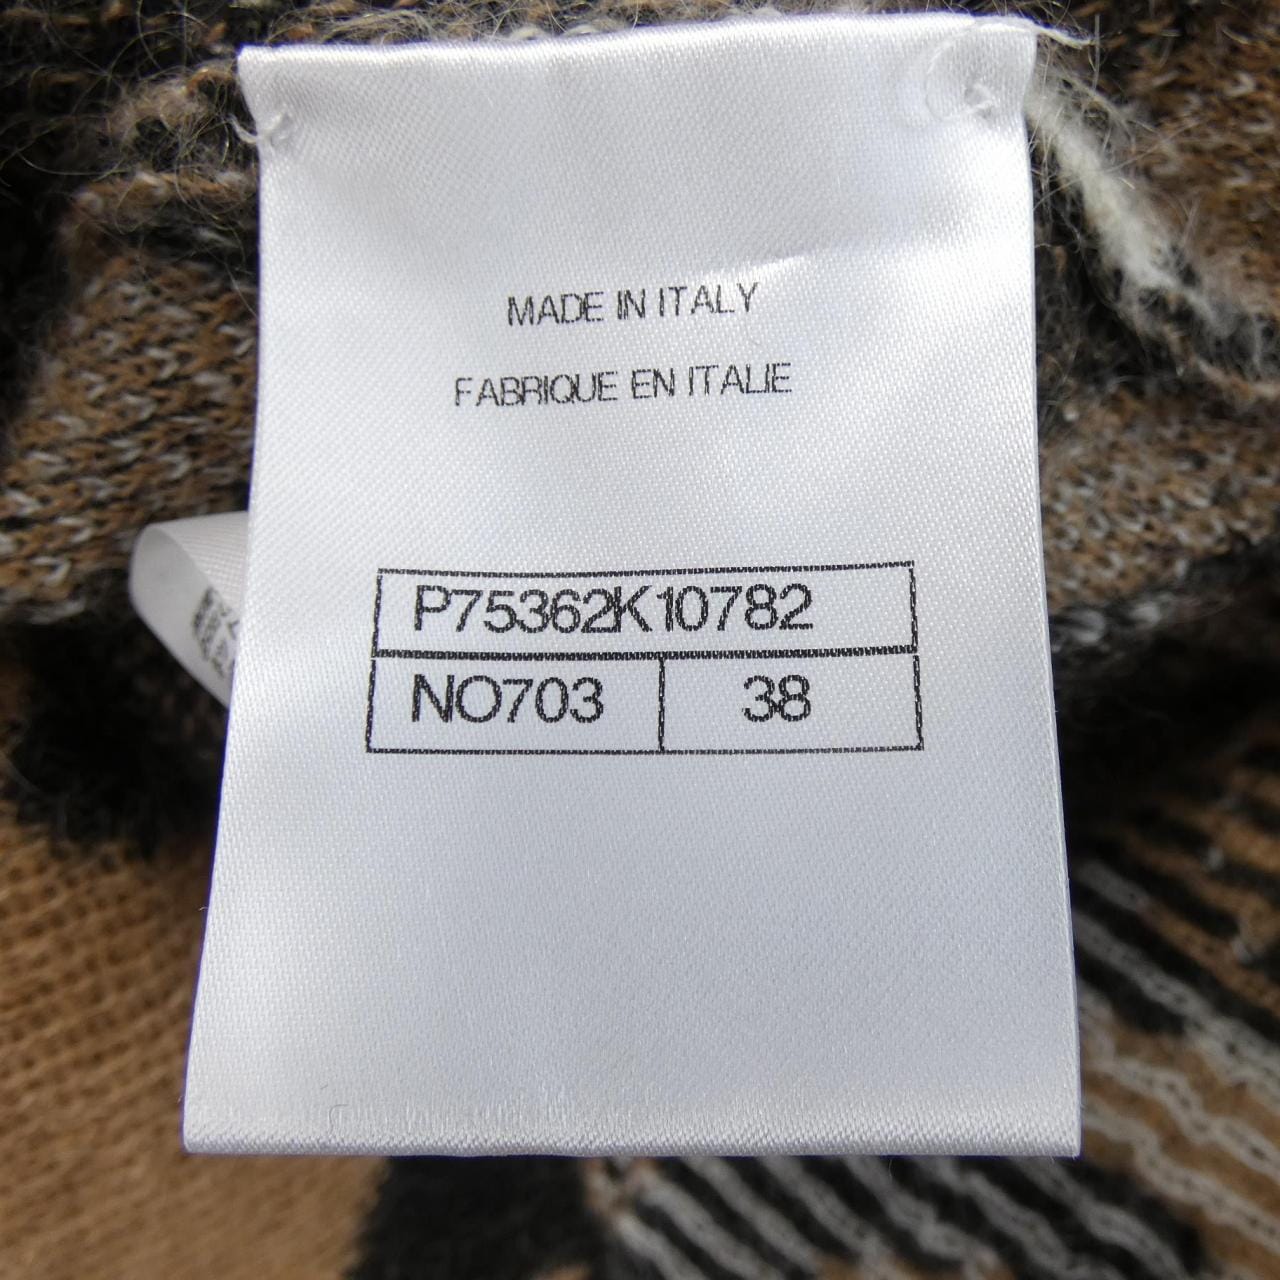 MADE IN ITALY
FABRIQUE EN ITALIE
P75362K10782
NO703 38